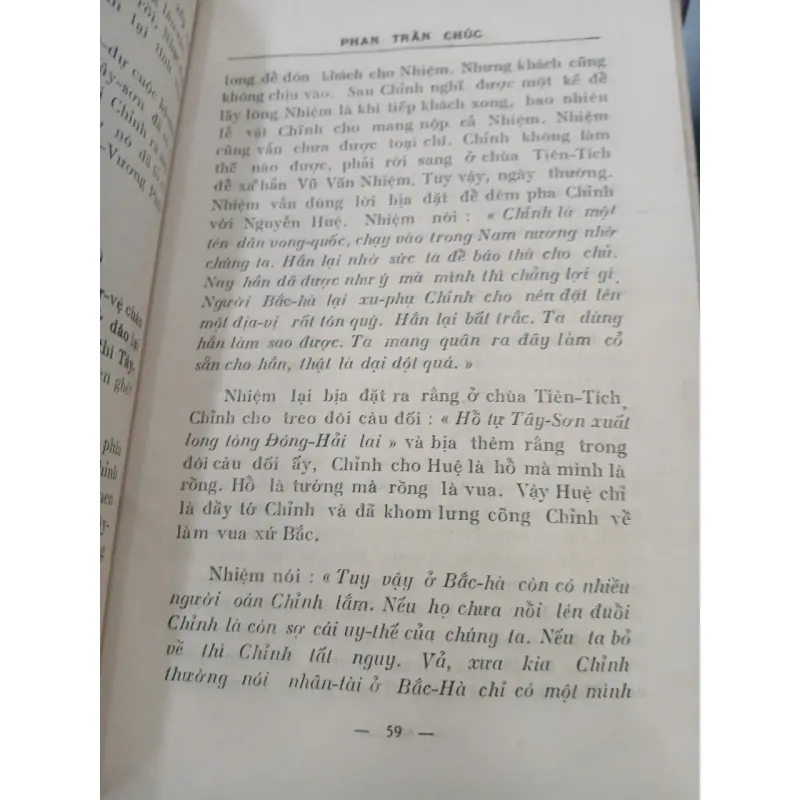 PHAN TRẦN CHÚC
long để đón khách cho Nhiệm. Nhưng khách cũng
không chịu vào. Sau Chỉnh nghĩ được một kế để
lấy lòng Nhiệm là khi tiếp khách xong, bao nhiêu
lễ vật Chỉnh cho mang nộp cả Nhiệm. Nhiệm
cũng vẫn chưa được toại chí. Chỉnh không làm
thế nào được, phải rời sang ở chùa Tiên-Tích
để xa hẳn Vũ Văn Nhiệm. Tuy vậy, ngày thường.
Nhiệm vẫn dùng lời bịa đặt để dèm pha Chỉnh
với Nguyễn Huệ. Nhiệm nói : « Chỉnh là một
tên dân vong-quốc, chạy vào trong Nam nương nhờ
chúng ta. Hắn lại nhờ sức ta để báo thù cho chủ.
Nay hắn đã được như ý mà mình thì chẳng lợi gì.
Người Bắc-hà lại xu-phụ Chỉnh cho nên đặt lên
một địa-vị rất tôn quý. Hắn lại bất trắc. Ta dùng
hắn làm sao được. Ta mang quân ra đây làm cỗ
sẵn cho hắn, thật là dại dột quá. »
Nhiệm lại bịa đặt ra rằng ở chùa Tiên-Tích,
Chỉnh cho treo đôi câu đối : « Hổ tự Tây-Sơn xuất
long tòng Đông-Hải lai » và bịa thêm rằng trong
đôi câu đối ấy, Chỉnh cho Huệ là hổ mà mình là
rồng. Hổ là tướng mà rồng là vua. Vậy Huệ chỉ
là đầy tớ Chỉnh và đã khom lưng cõng Chỉnh về
làm vua xứ Bắc.
Nhiệm nói : « Tuy vậy ở Bắc-hà còn có nhiều
người oán Chỉnh lắm. Nếu họ chưa nổi lên đuổi
Chỉnh là còn sợ cái uy-thế của chúng ta. Nếu ta bỏ
về thì Chỉnh tất nguy. Vả, xưa kia Chỉnh
thường nói nhân-tài ở Bắc-Hà chỉ có một mình
— 59 —